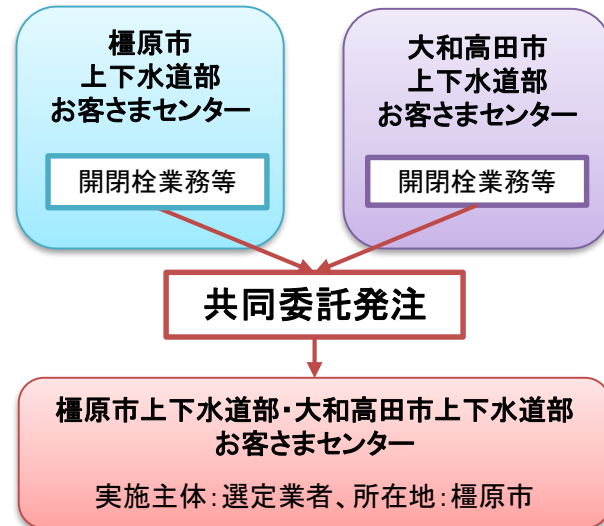 橿原市
上下水道部
お客さまセンター
開閉栓業務等
大和高田市
上下水道部
お客さまセンター
開閉栓業務等
共同委託発注
橿原市上下水道部・大和高田市上下水道部
お客さまセンター
実施主体：選定業者、所在地：橿原市